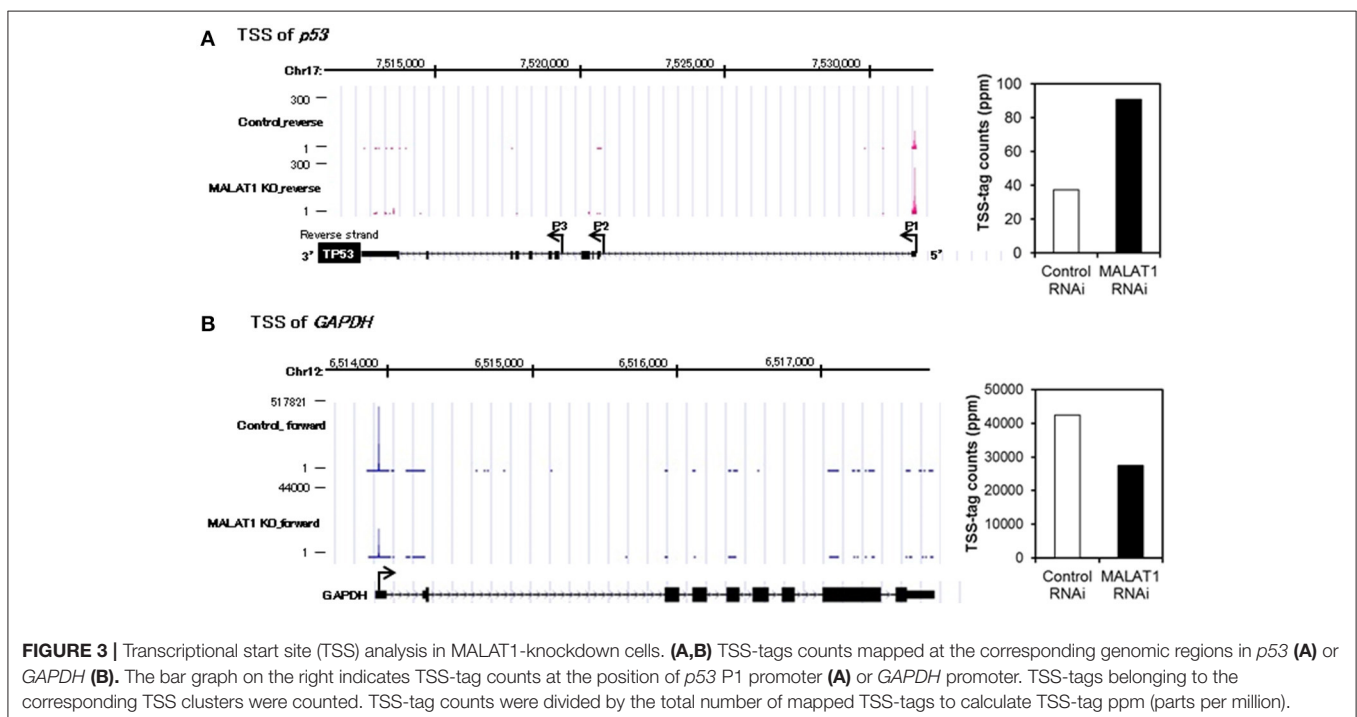 A TSS of p53
Chr17:
7,515,000 7,520,000 7,525,000 7,530,000
300
Control_reverse
1
300
MALAT1 KD_reverse
1
Reverse strand
P3 P2 P1
3' TP53 5'
100
80
60
40
20
0
TSS-tag counts (ppm)
Control RNAi
MALAT1 RNAi
B TSS of GAPDH
Chr12:
6,514,000 6,515,000 6,516,000 6,517,000
517821
Control_forward
1
44000
MALAT1 KD_forward
1
GAPDH
50000
40000
30000
20000
10000
0
TSS-tag counts (ppm)
Control RNAi
MALAT1 RNAi
FIGURE 3 | Transcriptional start site (TSS) analysis in MALAT1-knockdown cells. (A,B) TSS-tags counts mapped at the corresponding genomic regions in p53 (A) or
GAPDH (B). The bar graph on the right indicates TSS-tag counts at the position of p53 P1 promoter (A) or GAPDH promoter. TSS-tags belonging to the
corresponding TSS clusters were counted. TSS-tag counts were divided by the total number of mapped TSS-tags to calculate TSS-tag ppm (parts per million).